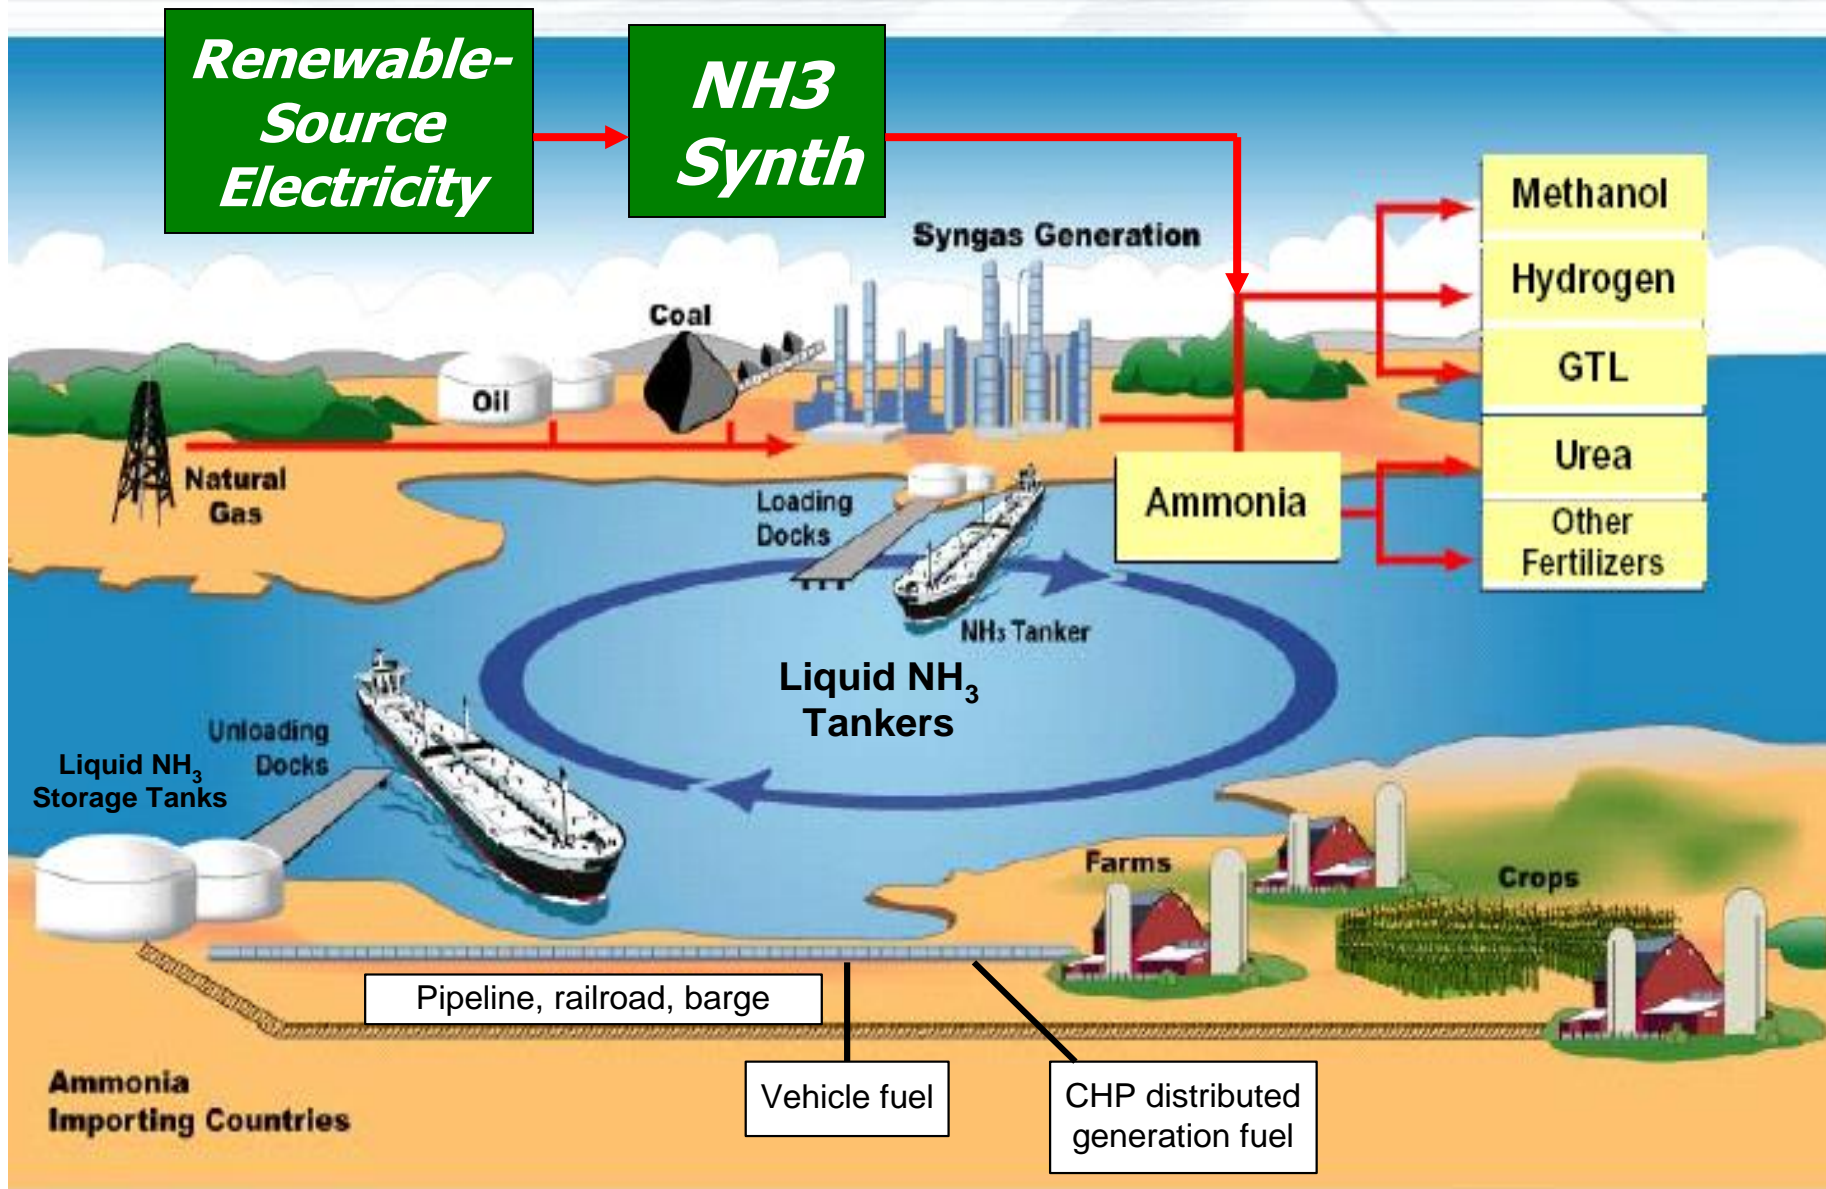 Renewable-
Source
Electricity
NH3
Synth
Methanol
Hydrogen
GTL
Urea
Other
Fertilizers
Syngas Generation
Coal
Oil
Natural
Gas
Loading
Docks
Ammonia
NH₃ Tanker
Liquid NH₃
Tankers
Unloading
Docks
Liquid NH₃
Storage Tanks
Farms
Crops
Pipeline, railroad, barge
Vehicle fuel
CHP distributed
generation fuel
Ammonia
Importing Countries